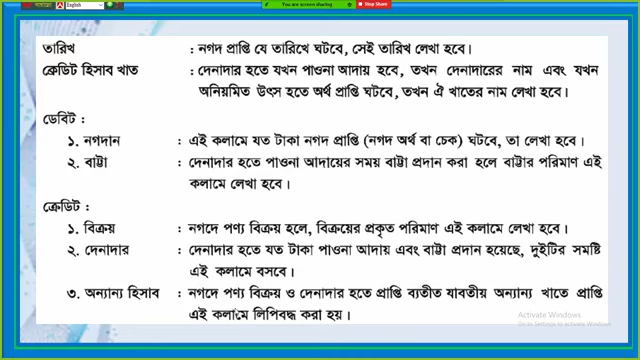 English
You are screen sharing
Stop Share
তারিখ : নগদ প্রাপ্তি যে তারিখে ঘটবে, সেই তারিখ লেখা হবে।
ক্রেডিট হিসাব খাত : দেনাদার হতে যখন পাওনা আদায় হবে, তখন দেনাদারের নাম এবং যখন
অনিয়মিত উৎস হতে অর্থ প্রাপ্তি ঘটবে, তখন ঐ খাতের নাম লেখা হবে।
ডেবিট :
১. নগদান : এই কলামে যত টাকা নগদ প্রাপ্তি (নগদ অর্থ বা চেক) ঘটবে, তা লেখা হবে।
২. বাট্টা : দেনাদার হতে পাওনা আদায়ের সময় বাট্টা প্রদান করা হলে বাট্টার পরিমাণ এই
কলামে লেখা হবে।
ক্রেডিট :
১. বিক্রয় : নগদে পণ্য বিক্রয় হলে, বিক্রয়ের প্রকৃত পরিমাণ এই কলামে লেখা হবে।
২. দেনাদার : দেনাদার হতে যত টাকা পাওনা আদায় এবং বাট্টা প্রদান হয়েছে, দুইটির সমষ্টি
এই কলামে বসবে।
৩. অন্যান্য হিসাব : নগদে পণ্য বিক্রয় ও দেনাদার হতে প্রাপ্তি ব্যতীত যাবতীয় অন্যান্য খাতে প্রাপ্তি
এই কলামে লিপিবদ্ধ করা হয়।
Activate Windows
Go to Settings to activate Windows